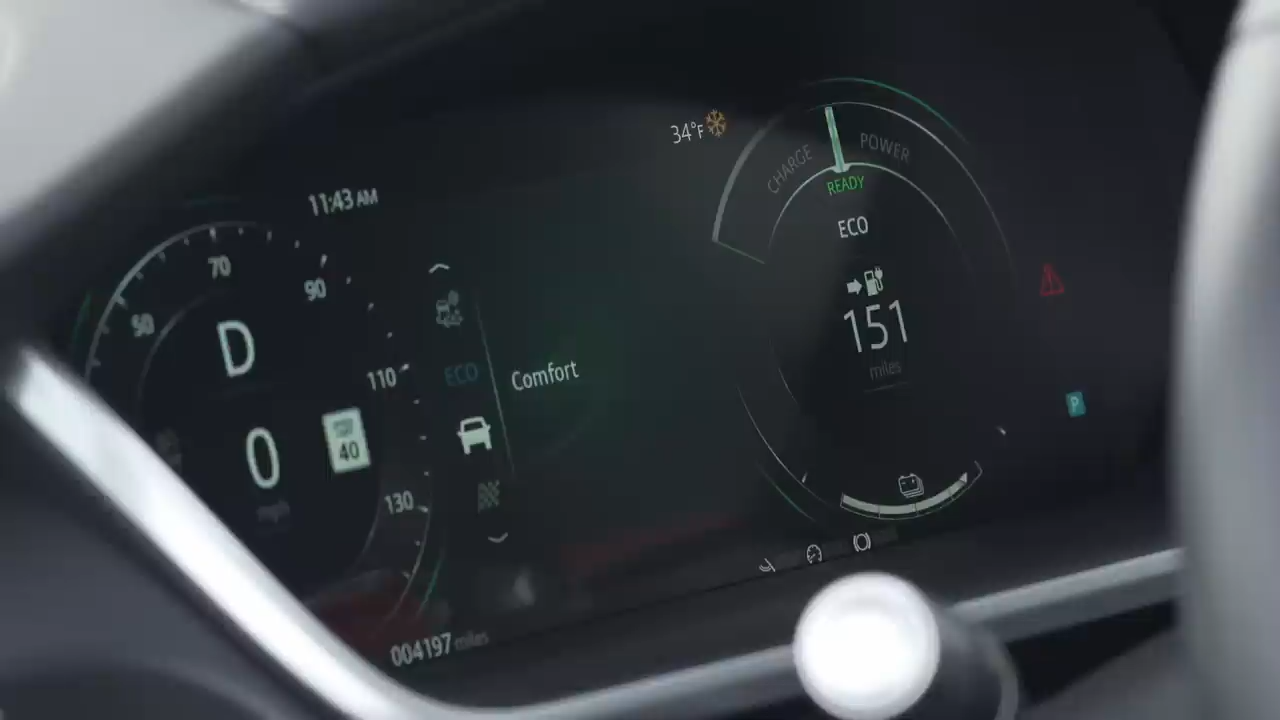 34°F
CHARGE
POWER
READY
11:43 AM
ECO
70
90
50
D
151
miles
110
ECO
Comfort
0
40
P
mph
130
004197 miles